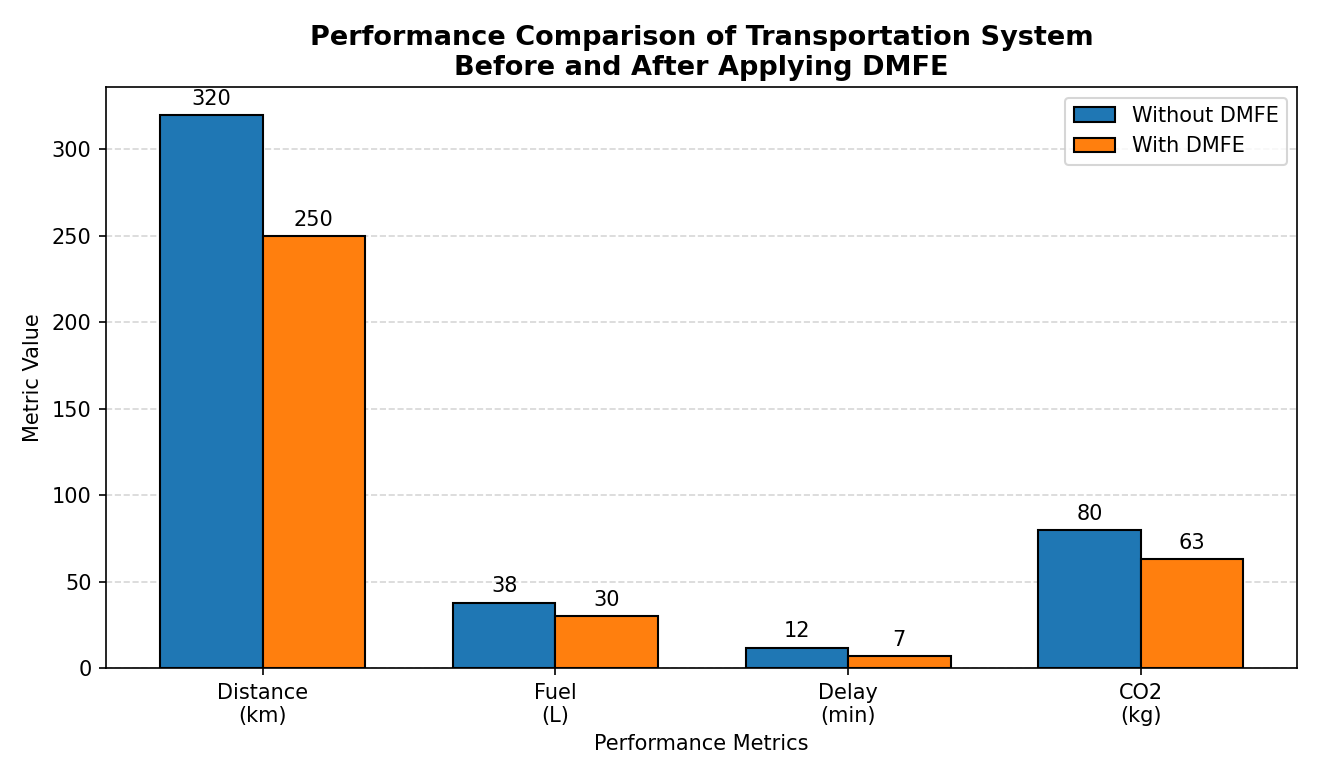 Performance Comparison of Transportation System
Before and After Applying DMFE
Without DMFE
With DMFE
Metric Value
300
250
200
150
100
50
0
320
250
38
30
12
7
80
63
Distance
(km)
Fuel
(L)
Delay
(min)
CO2
(kg)
Performance Metrics